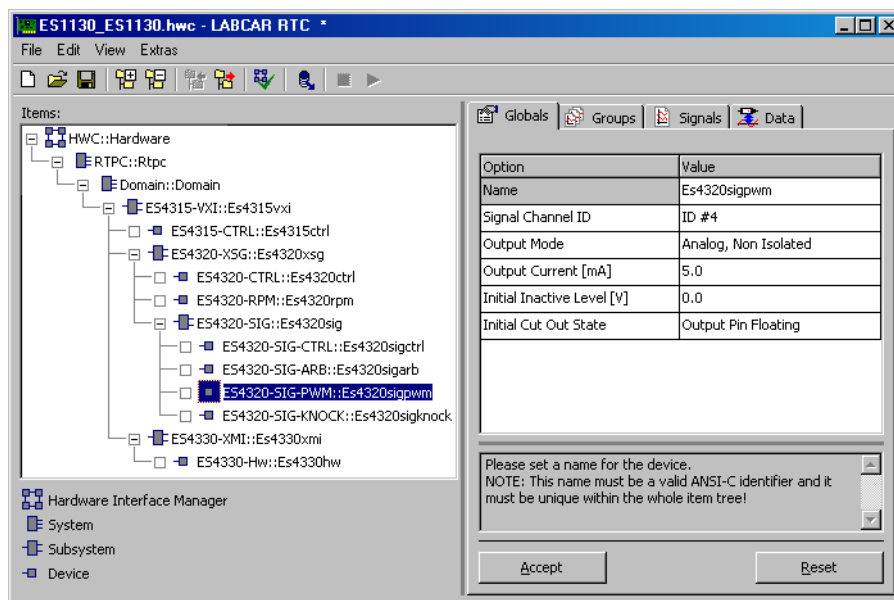 ES1130_ES1130.hwc - LABCAR RTC *
File Edit View Extras
Items:
HWC::Hardware
RTPC::Rtpc
Domain::Domain
ES4315-VXI::Es4315vxi
ES4315-CTRL::Es4315ctrl
ES4320-XSG::Es4320xsg
ES4320-CTRL::Es4320ctrl
ES4320-RPM::Es4320rpm
ES4320-SIG::Es4320sig
ES4320-SIG-CTRL::Es4320sigctrl
ES4320-SIG-ARB::Es4320sigarb
ES4320-SIG-PWM::Es4320sigpwm
ES4320-SIG-KNOCK::Es4320sigknock
ES4330-XMI::Es4330xmi
ES4330-Hw::Es4330hw
Hardware Interface Manager
System
Subsystem
Device
Globals Groups Signals Data
Option Value
Name Es4320sigpwm
Signal Channel ID ID #4
Output Mode Analog, Non Isolated
Output Current [mA] 5.0
Initial Inactive Level [V] 0.0
Initial Cut Out State Output Pin Floating
Please set a name for the device.
NOTE: This name must be a valid ANSI-C identifier and it
must be unique within the whole item tree!
Accept Reset